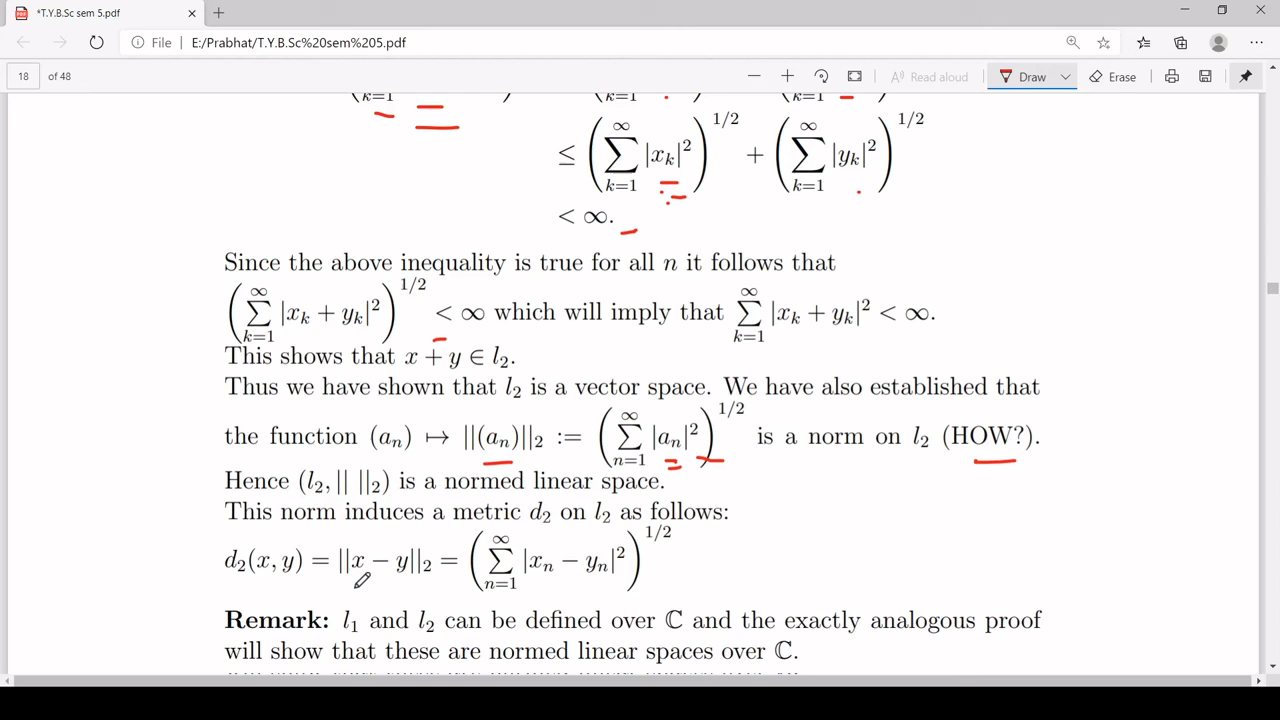 *T.Y.B.Sc sem 5.pdf
File E:/Prabhat/T.Y.B.Sc%20sem%205.pdf
18 of 48 Read aloud Draw Erase
(k=1 ) (k=1 ) (k=1 )
≤ (∑_{k=1}^{∞} |x_k|^2)^{1/2} + (∑_{k=1}^{∞} |y_k|^2)^{1/2}
< ∞.
Since the above inequality is true for all n it follows that
(∑_{k=1}^{∞} |x_k + y_k|^2)^{1/2} < ∞ which will imply that ∑_{k=1}^{∞} |x_k + y_k|^2 < ∞.
This shows that x + y ∈ l_2.
Thus we have shown that l_2 is a vector space. We have also established that
the function (a_n) ↦ ||(a_n)||_2 := (∑_{n=1}^{∞} |a_n|^2)^{1/2} is a norm on l_2 (HOW?).
Hence (l_2, || ||_2) is a normed linear space.
This norm induces a metric d_2 on l_2 as follows:
d_2(x, y) = ||x − y||_2 = (∑_{n=1}^{∞} |x_n − y_n|^2)^{1/2}
Remark: l_1 and l_2 can be defined over ℂ and the exactly analogous proof
will show that these are normed linear spaces over ℂ.